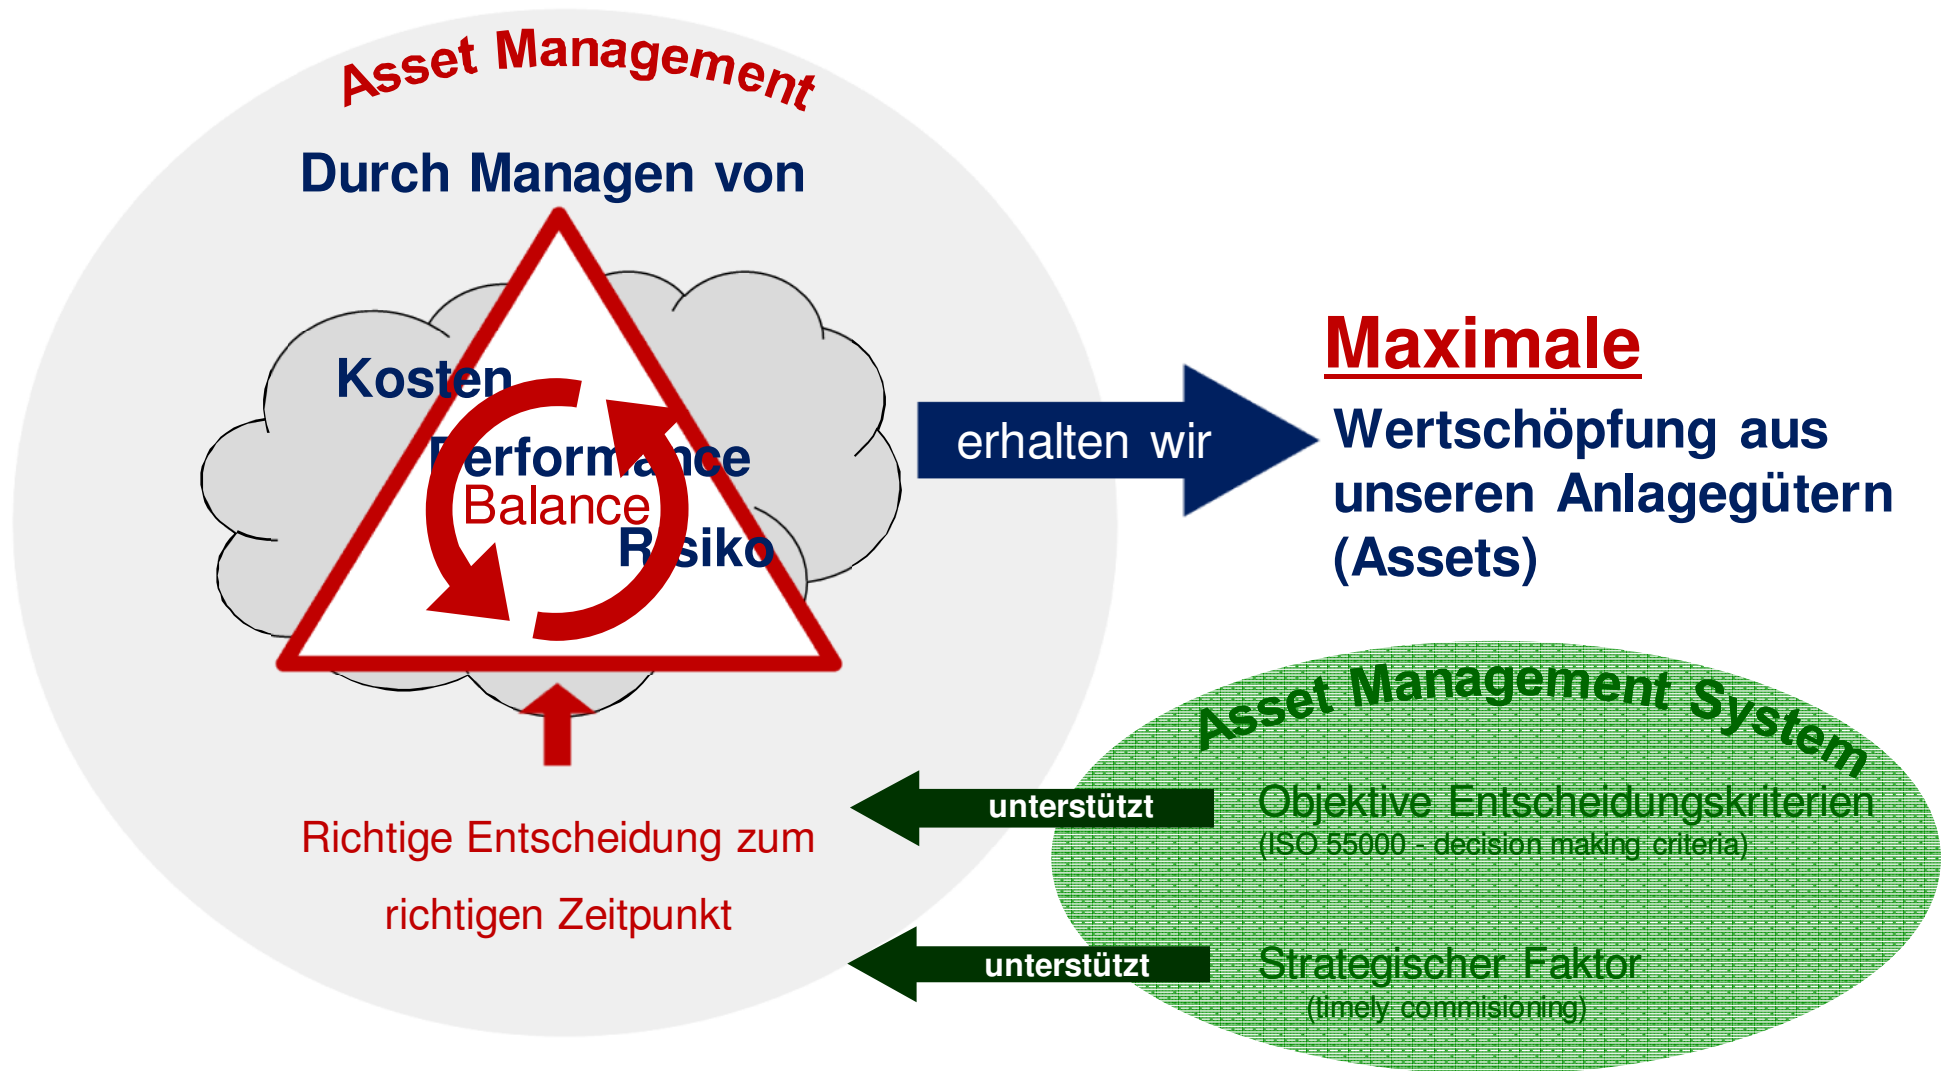 Asset Management
Durch Managen von
Kosten
Performance
Balance
Risiko
erhalten wir
Maximale
Wertschöpfung aus
unseren Anlagegütern
(Assets)
Richtige Entscheidung zum
richtigen Zeitpunkt
Asset Management System
unterstützt
Objektive Entscheidungskriterien
(ISO 55000 - decision making criteria)
unterstützt
Strategischer Faktor
(timely commisioning)